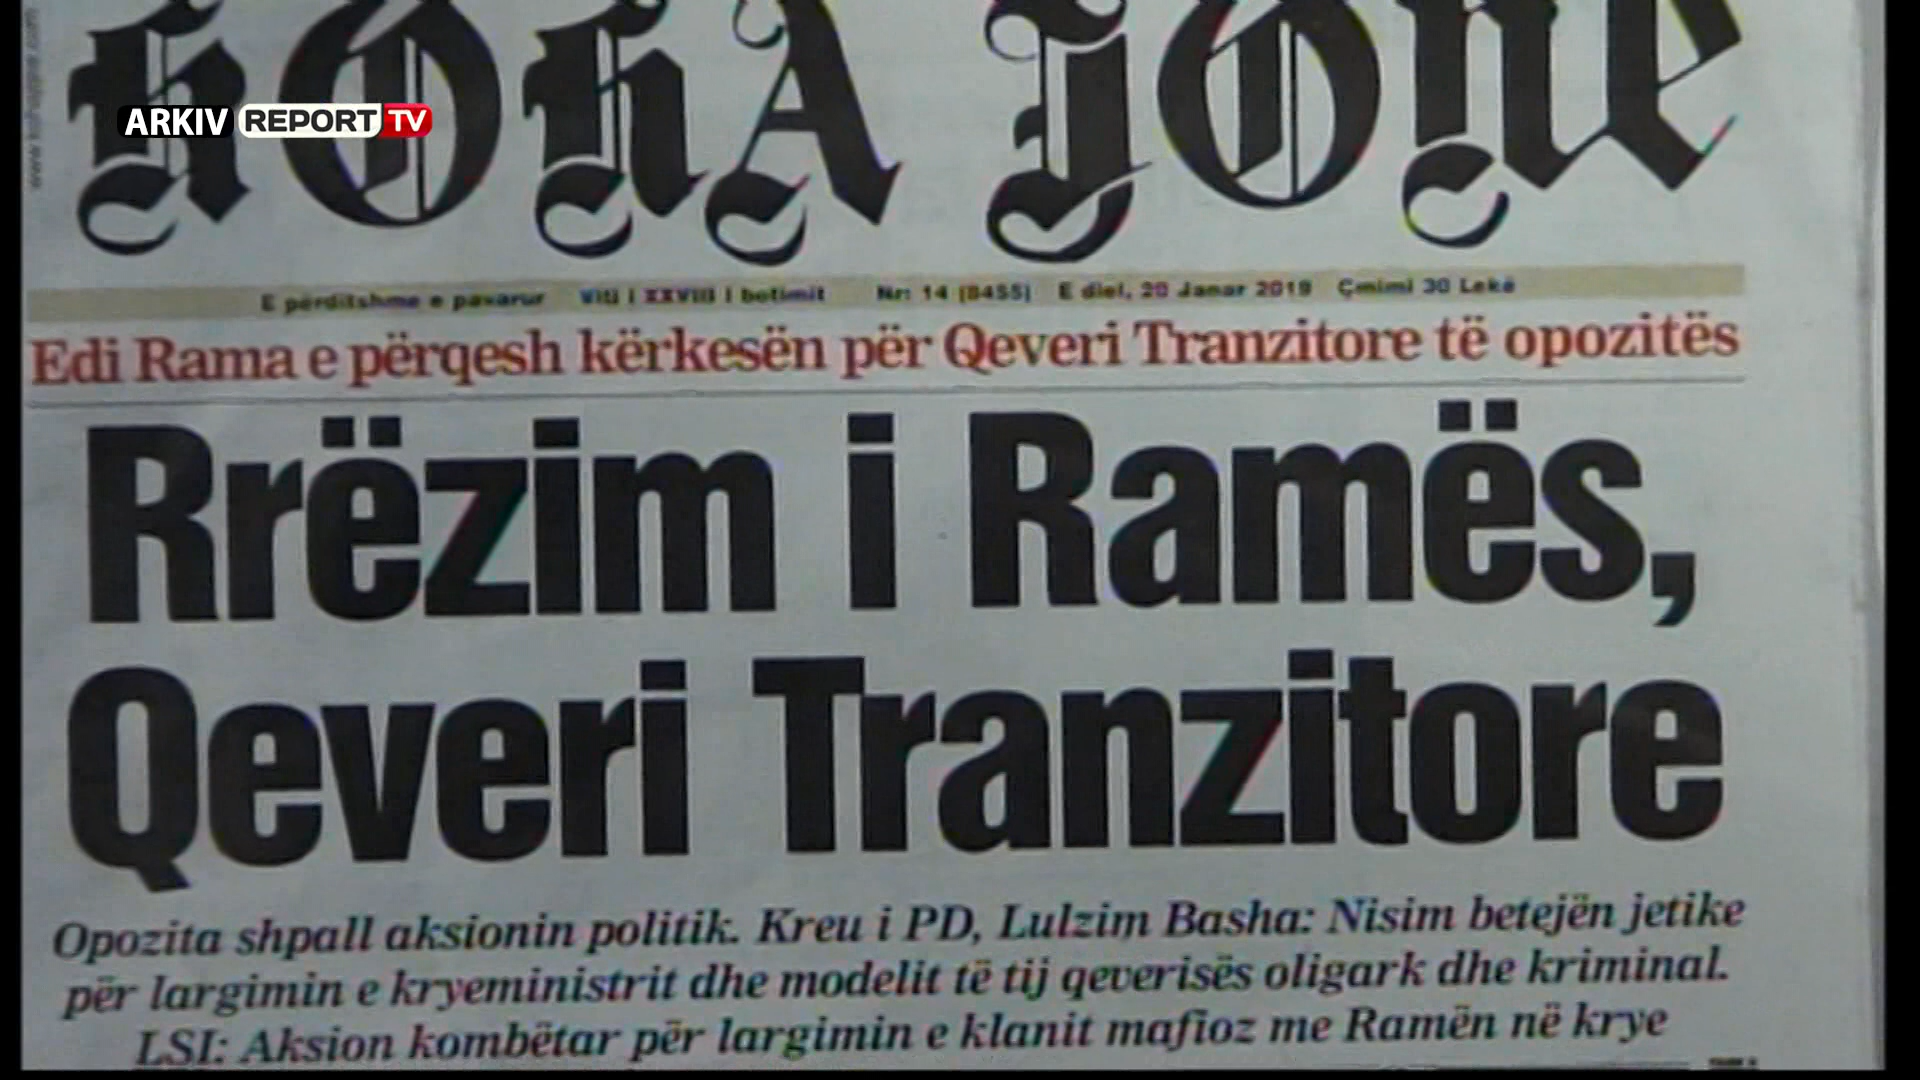 KOHA JONË
ARKIV REPORT TV
E përditshme e pavarur Viti i XXVIII i botimit Nr: 14 (8455) E diel, 20 Janar 2019 Çmimi 30 Lekë
Edi Rama e përqesh kërkesën për Qeveri Tranzitore të opozitës
Rrëzim i Ramës,
Qeveri Tranzitore
Opozita shpall aksionin politik. Kreu i PD, Lulzim Basha: Nisim betejën jetike
për largimin e kryeministrit dhe modelit të tij qeverisës oligark dhe kriminal.
LSI: Aksion kombëtar për largimin e klanit mafioz me Ramën në krye